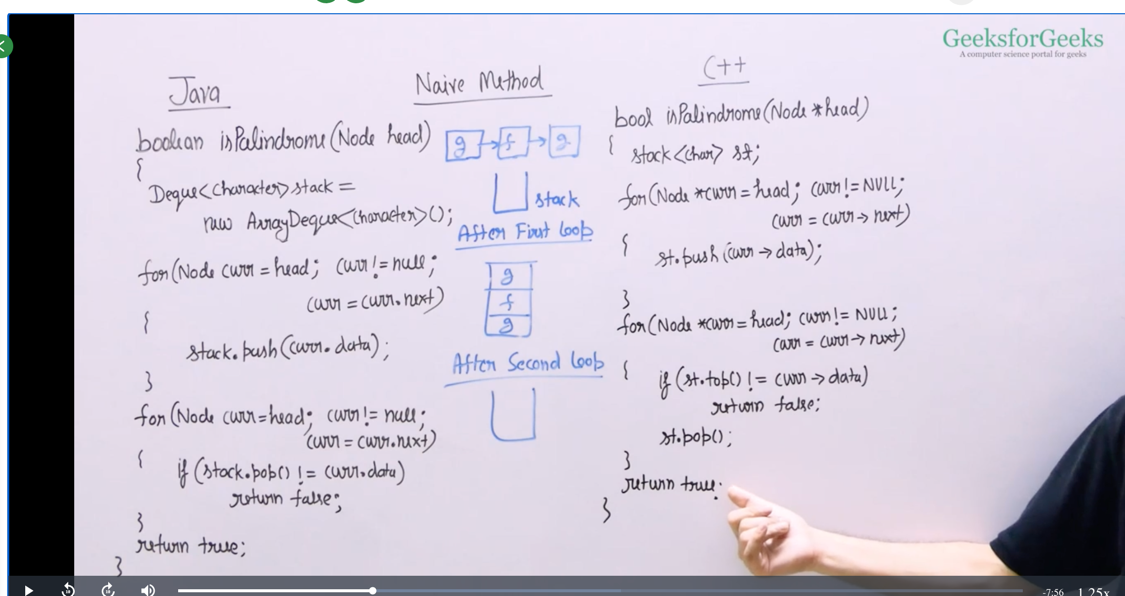 GeeksforGeeks
A computer science portal for geeks
Java
boolean isPalindrome(Node head)
{
Deque<Character> stack =
new ArrayDeque<Character>();
for(Node curr = head; curr != null;
curr = curr.next)
{
stack.push(curr.data);
}
for(Node curr=head; curr != null;
curr = curr.next)
{
if (stack.pop() != curr.data)
return false;
}
return true;
}
Naive Method
g f g
stack
After First Loop
g
f
g
After Second Loop
C++
bool isPalindrome(Node *head)
{
stack<char> st;
for(Node *curr = head; curr != NULL;
curr = curr → next)
{
st.push(curr → data);
}
for(Node *curr = head; curr != NULL;
curr = curr → next)
{
if (st.top() != curr → data)
return false;
st.pop();
}
return true;
}
-7:56 1.25x